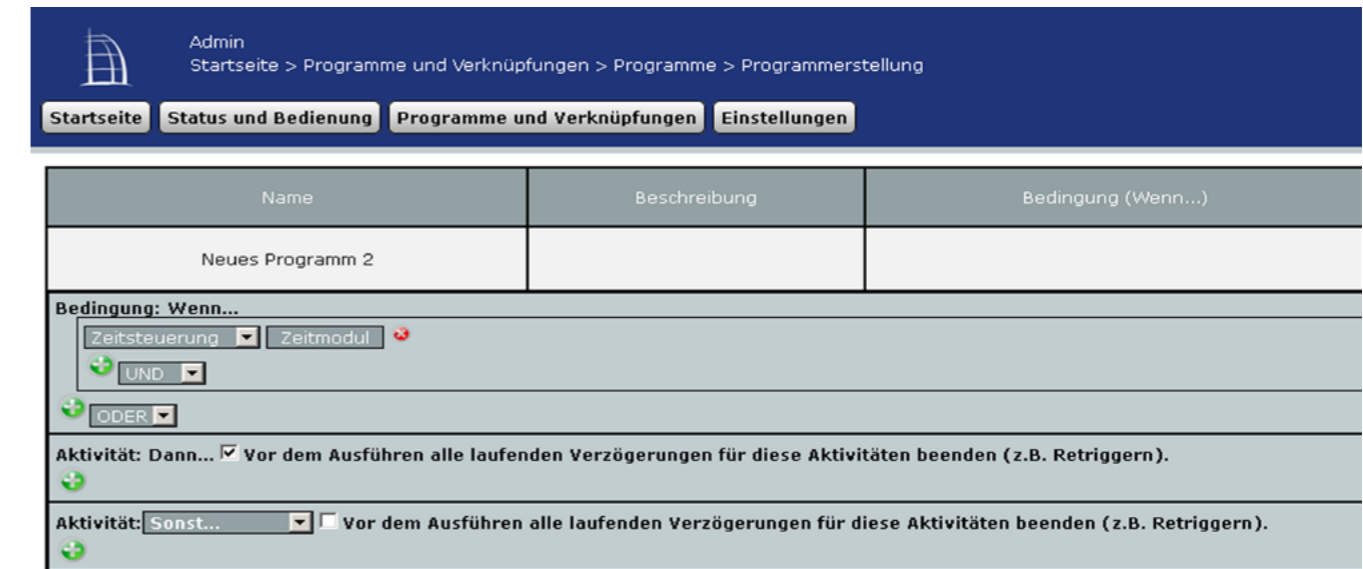 Admin
Startseite > Programme und Verknüpfungen > Programme > Programmerstellung
Startseite Status und Bedienung Programme und Verknüpfungen Einstellungen
Name Beschreibung Bedingung (Wenn...)
Neues Programm 2
Bedingung: Wenn...
Zeitsteuerung Zeitmodul
UND
ODER
Aktivität: Dann... Vor dem Ausführen alle laufenden Verzögerungen für diese Aktivitäten beenden (z.B. Retriggern).
Aktivität: Sonst... Vor dem Ausführen alle laufenden Verzögerungen für diese Aktivitäten beenden (z.B. Retriggern).